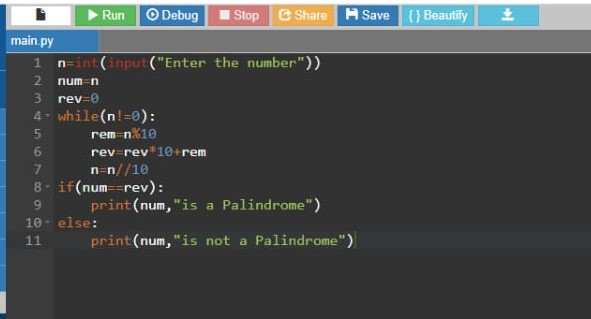 Run Debug Stop Share Save { } Beautify
main.py
1 n=int(input("Enter the number"))
2 num=n
3 rev=0
4 while(n!=0):
5     rem=n%10
6     rev=rev*10+rem
7     n=n//10
8 if(num==rev):
9     print(num,"is a Palindrome")
10 else:
11     print(num,"is not a Palindrome")